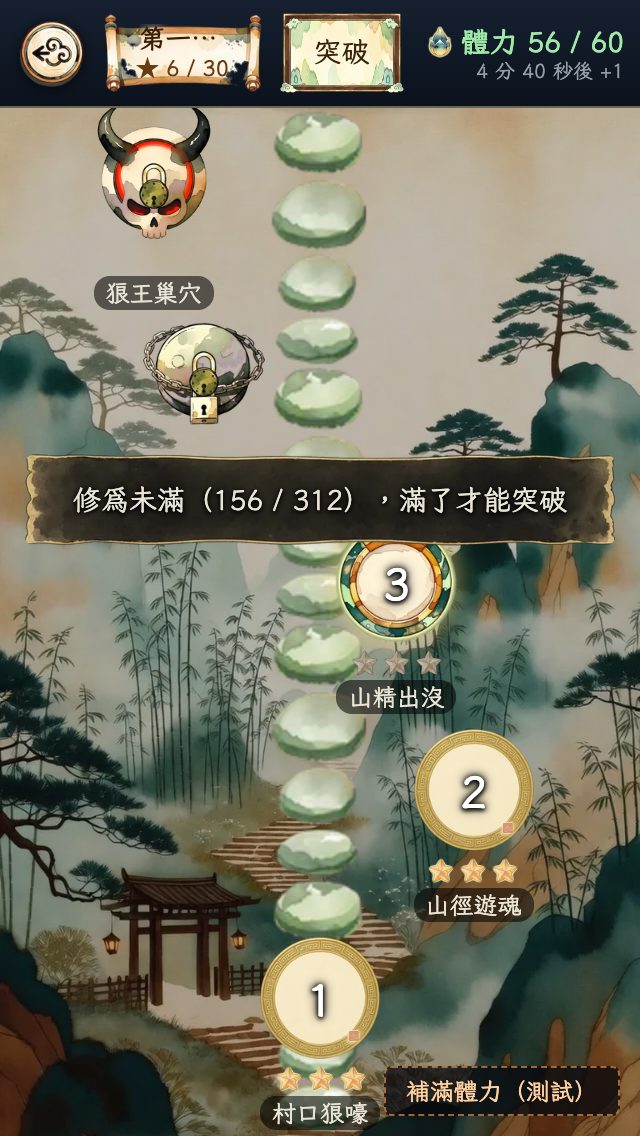 第一…
★ 6 / 30
突破
體力 56 / 60
4 分 40 秒後 +1
狼王巢穴
修為未滿（156 / 312），滿了才能突破
3
山精出沒
2
山徑遊魂
1
村口狼嚎
補滿體力（測試）